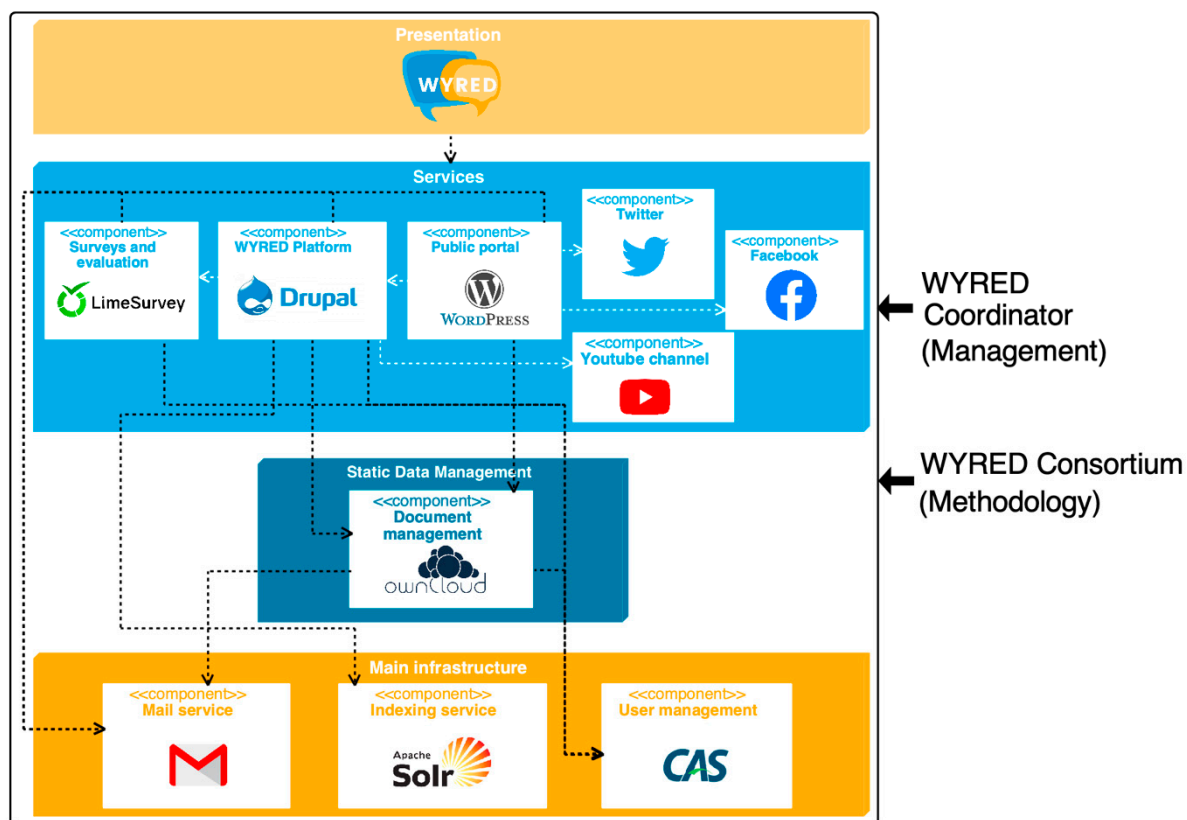 Presentation
WYRED
Services
<<component>>
Surveys and
evaluation
LimeSurvey
<<component>>
WYRED Platform
Drupal
<<component>>
Public portal
WORDPRESS
<<component>>
Twitter
<<component>>
Facebook
<<component>>
Youtube channel
WYRED
Coordinator
(Management)
WYRED Consortium
(Methodology)
Static Data Management
<<component>>
Document
management
ownCloud
Main infrastructure
<<component>>
Mail service
<<component>>
Indexing service
Apache
Solr
<<component>>
User management
CAS